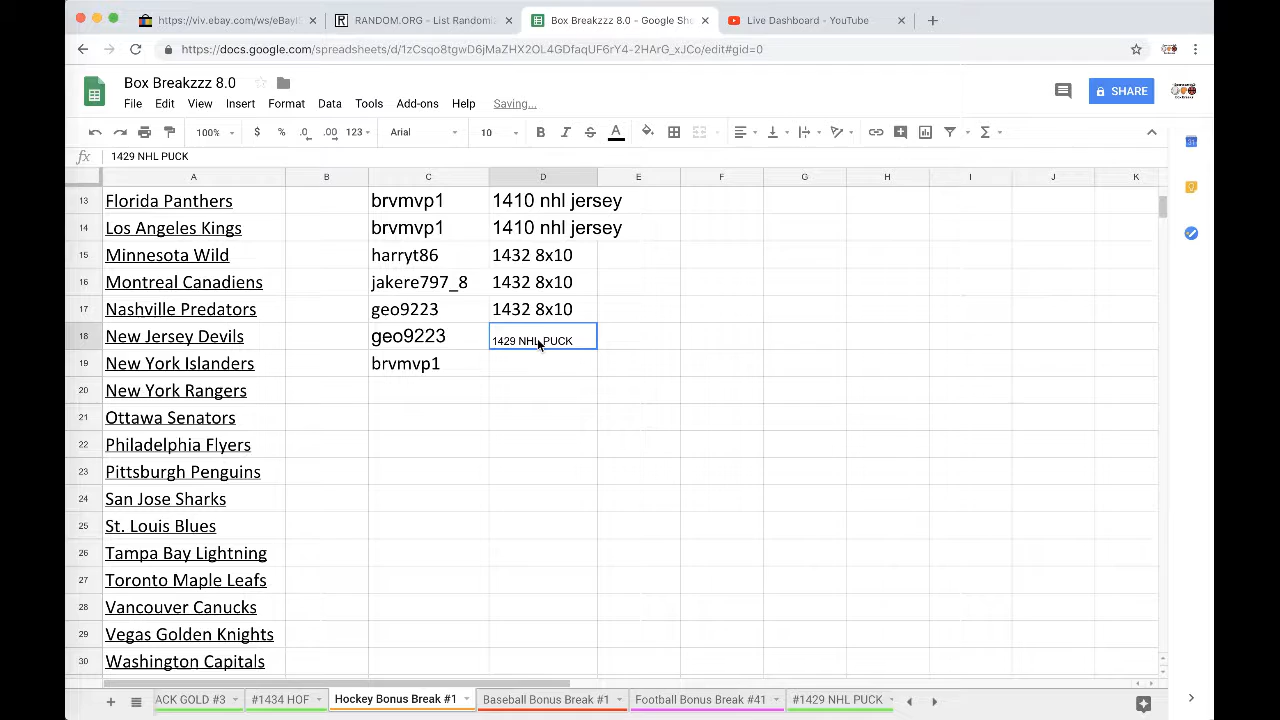 https://viv.ebay.com/ws/eBayI
RANDOM.ORG - List Randomi
Box Breakzzz 8.0 - Google She
Live Dashboard - YouTube
https://docs.google.com/spreadsheets/d/1zCsqo8tgwD6jMaZHX2OL4GDfaqUF6rY4-2HArG_xJCo/edit#gid=0
Box Breakzzz 8.0
File Edit View Insert Format Data Tools Add-ons Help Saving...
SHARE
100% $ % .0 .00 123 Arial 10 B I S A
fx 1429 NHL PUCK
A B C D E F G H I J K
13 Florida Panthers brvmvp1 1410 nhl jersey
14 Los Angeles Kings brvmvp1 1410 nhl jersey
15 Minnesota Wild harryt86 1432 8x10
16 Montreal Canadiens jakere797_8 1432 8x10
17 Nashville Predators geo9223 1432 8x10
18 New Jersey Devils geo9223 1429 NHL PUCK
19 New York Islanders brvmvp1
20 New York Rangers
21 Ottawa Senators
22 Philadelphia Flyers
23 Pittsburgh Penguins
24 San Jose Sharks
25 St. Louis Blues
26 Tampa Bay Lightning
27 Toronto Maple Leafs
28 Vancouver Canucks
29 Vegas Golden Knights
30 Washington Capitals
ACK GOLD #3 #1434 HOF Hockey Bonus Break #1 Baseball Bonus Break #1 Football Bonus Break #41 #1429 NHL PUCK